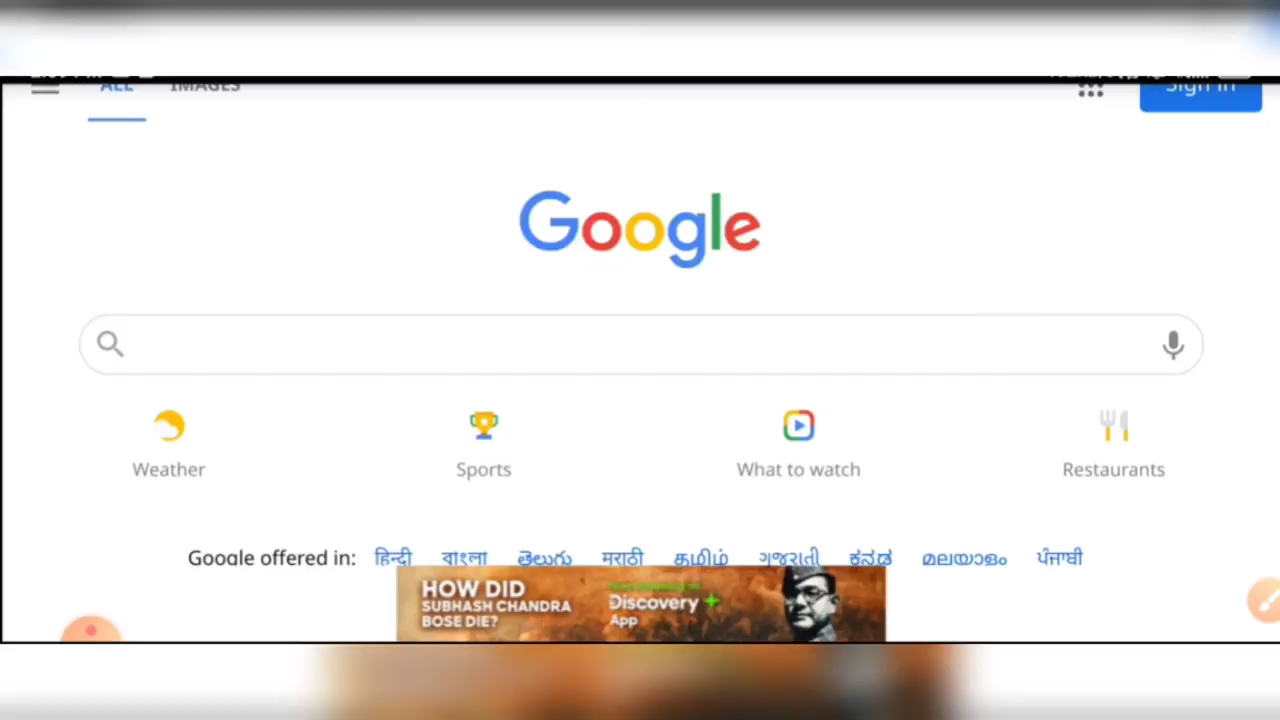 ALL IMAGES
Sign in
Google
Weather Sports What to watch Restaurants
Google offered in: हिन्दी বাংলা తెలుగు मराठी தமிழ் ગુજરાતી ಕನ್ನಡ മലയാളം ਪੰਜਾਬੀ
HOW DID
SUBHASH CHANDRA
BOSE DIE?
Discovery +
App